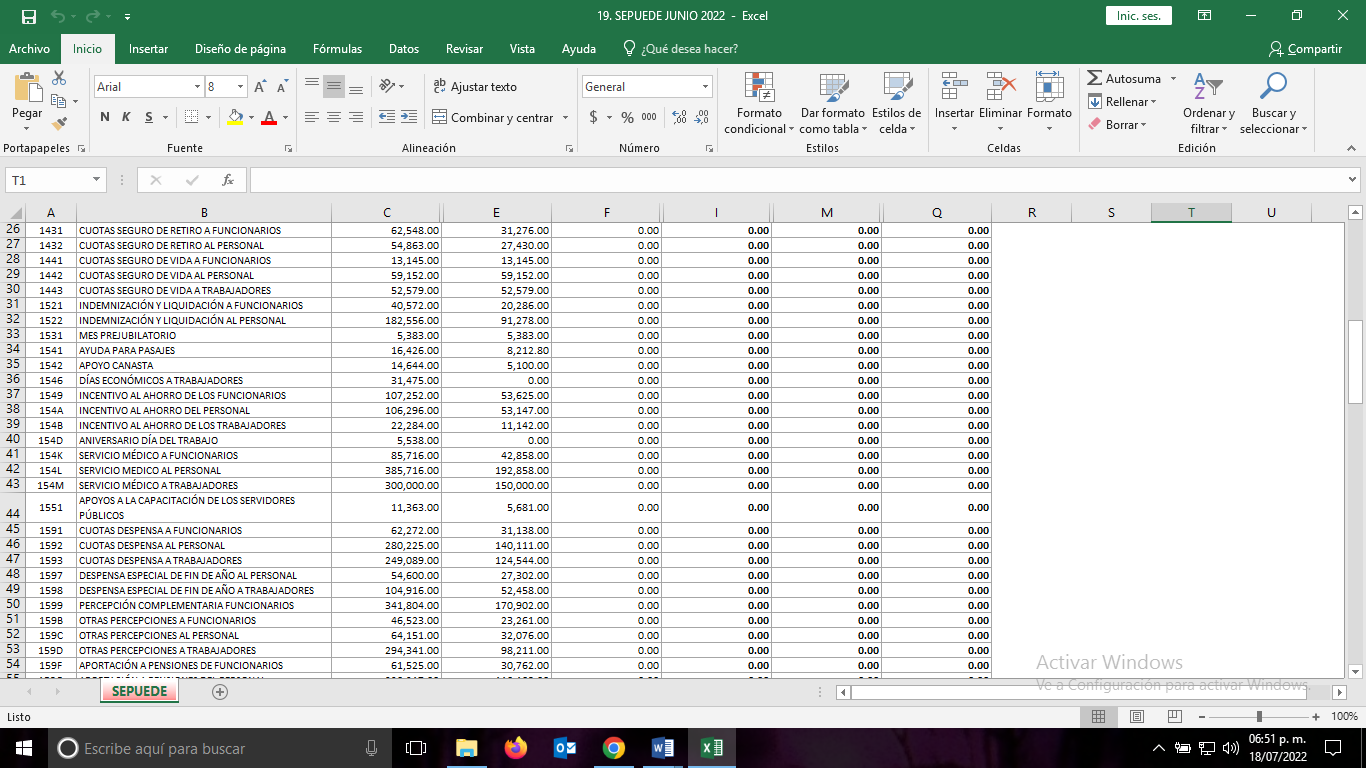 19. SEPUEDE JUNIO 2022 - Excel
Inic. ses.
Archivo Inicio Insertar Diseño de página Fórmulas Datos Revisar Vista Ayuda ¿Qué desea hacer? Compartir
Pegar
Portapapeles
Arial 8
N K S
Fuente
Ajustar texto
Combinar y centrar
Alineación
General
$ % 000
Número
Formato condicional
Dar formato como tabla
Estilos de celda
Estilos
Insertar Eliminar Formato
Celdas
Autosuma
Rellenar
Borrar
Ordenar y filtrar
Buscar y seleccionar
Edición
T1 fx
A B C E F I M Q R S T U
26 1431 CUOTAS SEGURO DE RETIRO A FUNCIONARIOS 62,548.00 31,276.00 0.00 0.00 0.00 0.00
27 1432 CUOTAS SEGURO DE RETIRO AL PERSONAL 54,863.00 27,430.00 0.00 0.00 0.00 0.00
28 1441 CUOTAS SEGURO DE VIDA A FUNCIONARIOS 13,145.00 13,145.00 0.00 0.00 0.00 0.00
29 1442 CUOTAS SEGURO DE VIDA AL PERSONAL 59,152.00 59,152.00 0.00 0.00 0.00 0.00
30 1443 CUOTAS SEGURO DE VIDA A TRABAJADORES 52,579.00 52,579.00 0.00 0.00 0.00 0.00
31 1521 INDEMNIZACIÓN Y LIQUIDACIÓN A FUNCIONARIOS 40,572.00 20,286.00 0.00 0.00 0.00 0.00
32 1522 INDEMNIZACIÓN Y LIQUIDACIÓN AL PERSONAL 182,556.00 91,278.00 0.00 0.00 0.00 0.00
33 1531 MES PREJUBILATORIO 5,383.00 5,383.00 0.00 0.00 0.00 0.00
34 1541 AYUDA PARA PASAJES 16,426.00 8,212.80 0.00 0.00 0.00 0.00
35 1542 APOYO CANASTA 14,644.00 5,100.00 0.00 0.00 0.00 0.00
36 1546 DÍAS ECONÓMICOS A TRABAJADORES 31,475.00 0.00 0.00 0.00 0.00 0.00
37 1549 INCENTIVO AL AHORRO DE LOS FUNCIONARIOS 107,252.00 53,625.00 0.00 0.00 0.00 0.00
38 154A INCENTIVO AL AHORRO DEL PERSONAL 106,296.00 53,147.00 0.00 0.00 0.00 0.00
39 154B INCENTIVO AL AHORRO DE LOS TRABAJADORES 22,284.00 11,142.00 0.00 0.00 0.00 0.00
40 154D ANIVERSARIO DÍA DEL TRABAJO 5,538.00 0.00 0.00 0.00 0.00 0.00
41 154K SERVICIO MÉDICO A FUNCIONARIOS 85,716.00 42,858.00 0.00 0.00 0.00 0.00
42 154L SERVICIO MEDICO AL PERSONAL 385,716.00 192,858.00 0.00 0.00 0.00 0.00
43 154M SERVICIO MÉDICO A TRABAJADORES 300,000.00 150,000.00 0.00 0.00 0.00 0.00
44 1551 APOYOS A LA CAPACITACIÓN DE LOS SERVIDORES PÚBLICOS 11,363.00 5,681.00 0.00 0.00 0.00 0.00
45 1591 CUOTAS DESPENSA A FUNCIONARIOS 62,272.00 31,138.00 0.00 0.00 0.00 0.00
46 1592 CUOTAS DESPENSA AL PERSONAL 280,225.00 140,111.00 0.00 0.00 0.00 0.00
47 1593 CUOTAS DESPENSA A TRABAJADORES 249,089.00 124,544.00 0.00 0.00 0.00 0.00
48 1597 DESPENSA ESPECIAL DE FIN DE AÑO AL PERSONAL 54,600.00 27,302.00 0.00 0.00 0.00 0.00
49 1598 DESPENSA ESPECIAL DE FIN DE AÑO A TRABAJADORES 104,916.00 52,458.00 0.00 0.00 0.00 0.00
50 1599 PERCEPCIÓN COMPLEMENTARIA FUNCIONARIOS 341,804.00 170,902.00 0.00 0.00 0.00 0.00
51 159B OTRAS PERCEPCIONES A FUNCIONARIOS 46,523.00 23,261.00 0.00 0.00 0.00 0.00
52 159C OTRAS PERCEPCIONES AL PERSONAL 64,151.00 32,076.00 0.00 0.00 0.00 0.00
53 159D OTRAS PERCEPCIONES A TRABAJADORES 294,341.00 98,211.00 0.00 0.00 0.00 0.00
54 159F APORTACIÓN A PENSIONES DE FUNCIONARIOS 61,525.00 30,762.00 0.00 0.00 0.00 0.00
Activar Windows
Ve a Configuración para activar Windows.
SEPUEDE
Listo 100%
Escribe aquí para buscar
06:51 p. m.
18/07/2022